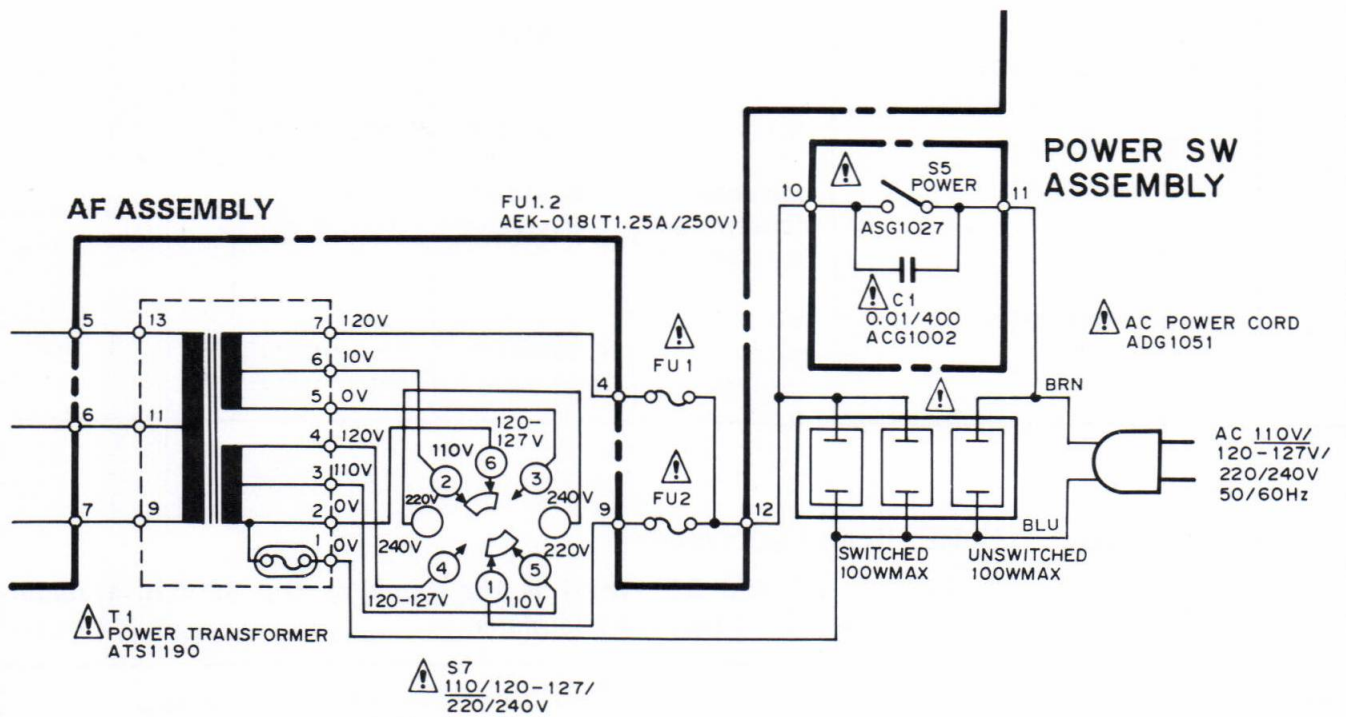 POWER SW
ASSEMBLY
S5
POWER
10
11
ASG1027
C1
0.01/400
ACG1002
AC POWER CORD
ADG1051
AF ASSEMBLY
FU1.2
AEK-018(T1.25A/250V)
5
13
7
120V
6
10V
5
0V
6
11
4
120V
3
110V
2
0V
7
9
1
0V
4
FU1
FU2
9
12
120-
127V
110V
6
2
3
220V
240V
240V
220V
4
5
1
120-127V
110V
BRN
BLU
AC 110V/
120-127V/
220/240V
50/60Hz
SWITCHED
100WMAX
UNSWITCHED
100WMAX
T1
POWER TRANSFORMER
ATS1190
S7
110/120-127/
220/240V